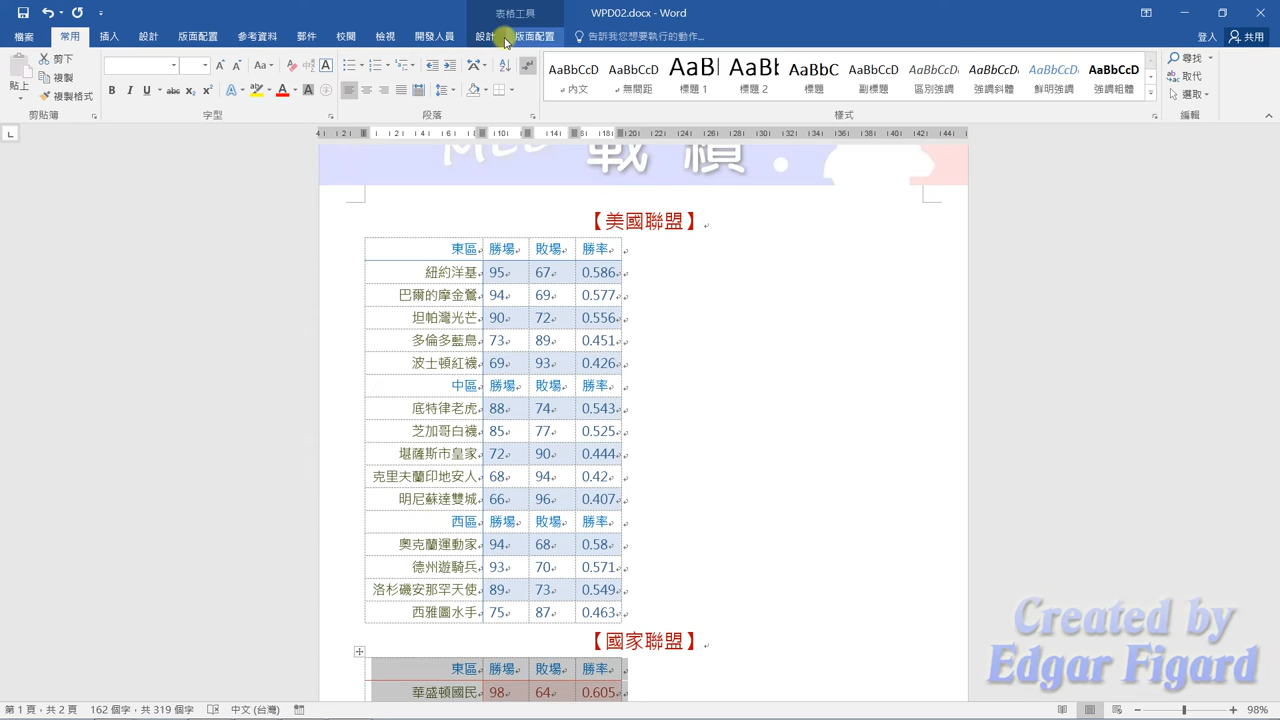 表格工具
WPD02.docx - Word
檔案 常用 插入 設計 版面配置 參考資料 郵件 校閱 檢視 開發人員 設計 版面配置 告訴我您想要執行的動作... 登入 共用
貼上
剪下
複製
複製格式
剪貼簿
字型
段落
AaBbCcD AaBbCcD AaBl AaBb AaBbC AaBbCcD AaBbCcD AaBbCcD AaBbCcD AaBbCcD
內文 無間距 標題 1 標題 2 標題 副標題 區別強調 強調斜體 鮮明強調 強調粗體
樣式
尋找
取代
選取
編輯
戰績.
【美國聯盟】
東區 勝場 敗場 勝率
紐約洋基 95 67 0.586
巴爾的摩金鶯 94 69 0.577
坦帕灣光芒 90 72 0.556
多倫多藍鳥 73 89 0.451
波士頓紅襪 69 93 0.426
中區 勝場 敗場 勝率
底特律老虎 88 74 0.543
芝加哥白襪 85 77 0.525
堪薩斯市皇家 72 90 0.444
克里夫蘭印地安人 68 94 0.42
明尼蘇達雙城 66 96 0.407
西區 勝場 敗場 勝率
奧克蘭運動家 94 68 0.58
德州遊騎兵 93 70 0.571
洛杉磯安那罕天使 89 73 0.549
西雅圖水手 75 87 0.463
【國家聯盟】
東區 勝場 敗場 勝率
華盛頓國民 98 64 0.605
Created by
Edgar Figard
第 1 頁，共 2 頁 162 個字，共 319 個字 中文 (台灣) 98%